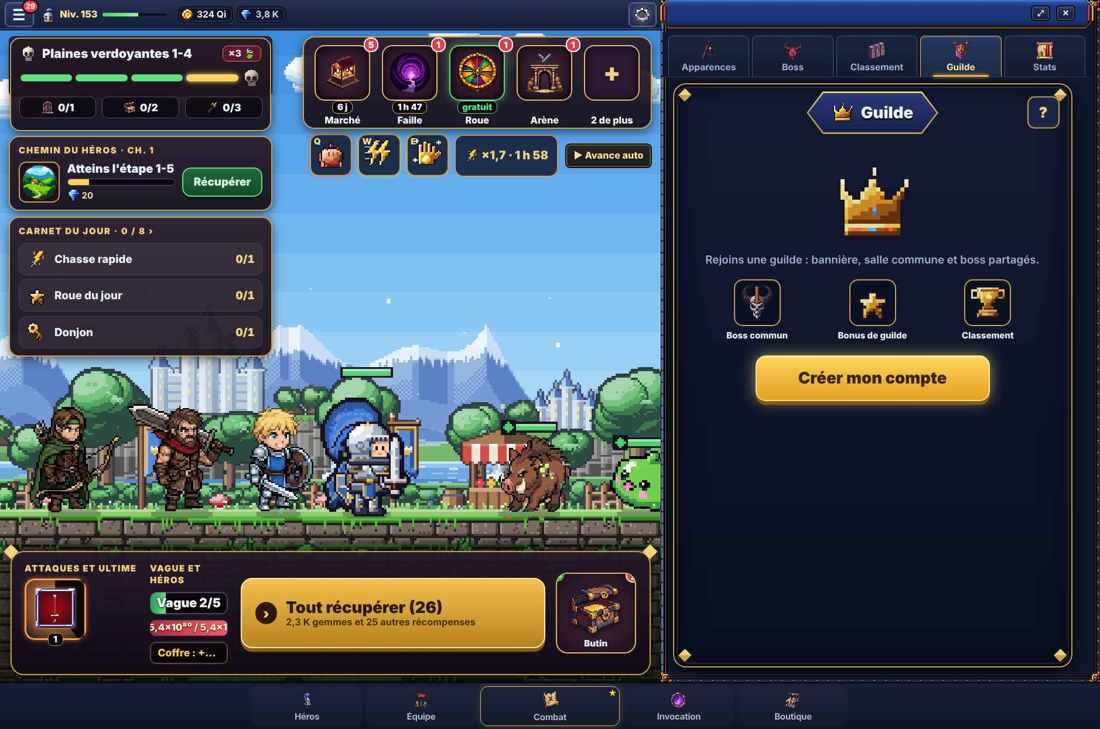 29
Niv. 153
324 Qi
3,8 K
Plaines verdoyantes 1-4
×3
0/1
0/2
0/3
CHEMIN DU HÉROS · CH. 1
Atteins l'étape 1-5
20
Récupérer
CARNET DU JOUR · 0 / 8 ›
Chasse rapide
0/1
Roue du jour
0/1
Donjon
0/1
5
1
1
1
6 j
1 h 47
gratuit
+
Marché
Faille
Roue
Arène
2 de plus
Q
W
E
×1,7 · 1 h 58
Avance auto
ATTAQUES ET ULTIME
1
VAGUE ET
HÉROS
Vague 2/5
5,4×10⁸⁰ / 5,4×1
Coffre : +...
Tout récupérer (26)
2,3 K gemmes et 25 autres récompenses
Butin
Apparences
Boss
Classement
Guilde
Stats
Guilde
?
Rejoins une guilde : bannière, salle commune et boss partagés.
Boss commun
Bonus de guilde
Classement
Créer mon compte
Héros
Équipe
Combat
Invocation
Boutique